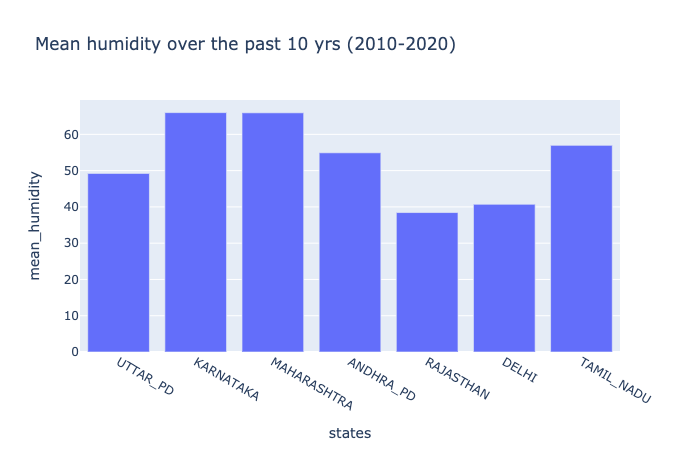 Mean humidity over the past 10 yrs (2010-2020)
mean_humidity
60
50
40
30
20
10
0
UTTAR_PD
KARNATAKA
MAHARASHTRA
ANDHRA_PD
RAJASTHAN
DELHI
TAMIL_NADU
states